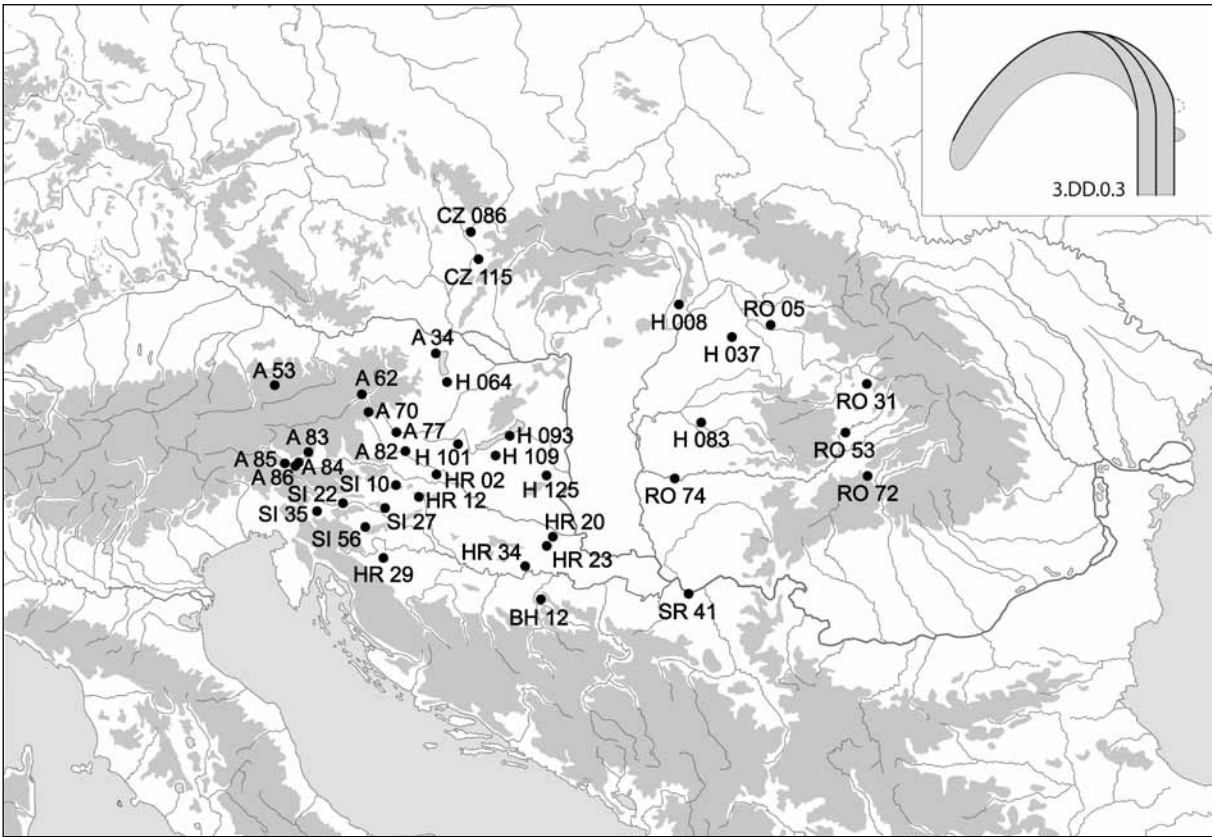 3.DD.0.3
CZ 086
CZ 115
H 008
RO 05
H 037
A 34
A 53
A 62
H 064
RO 31
A 70
A 77
H 093
H 083
RO 53
A 83
A 82
H 101
H 109
A 85
A 84
A 86
HR 02
H 125
RO 74
RO 72
SI 10
SI 22
HR 12
SI 35
SI 27
SI 56
HR 20
HR 34
HR 23
HR 29
BH 12
SR 41